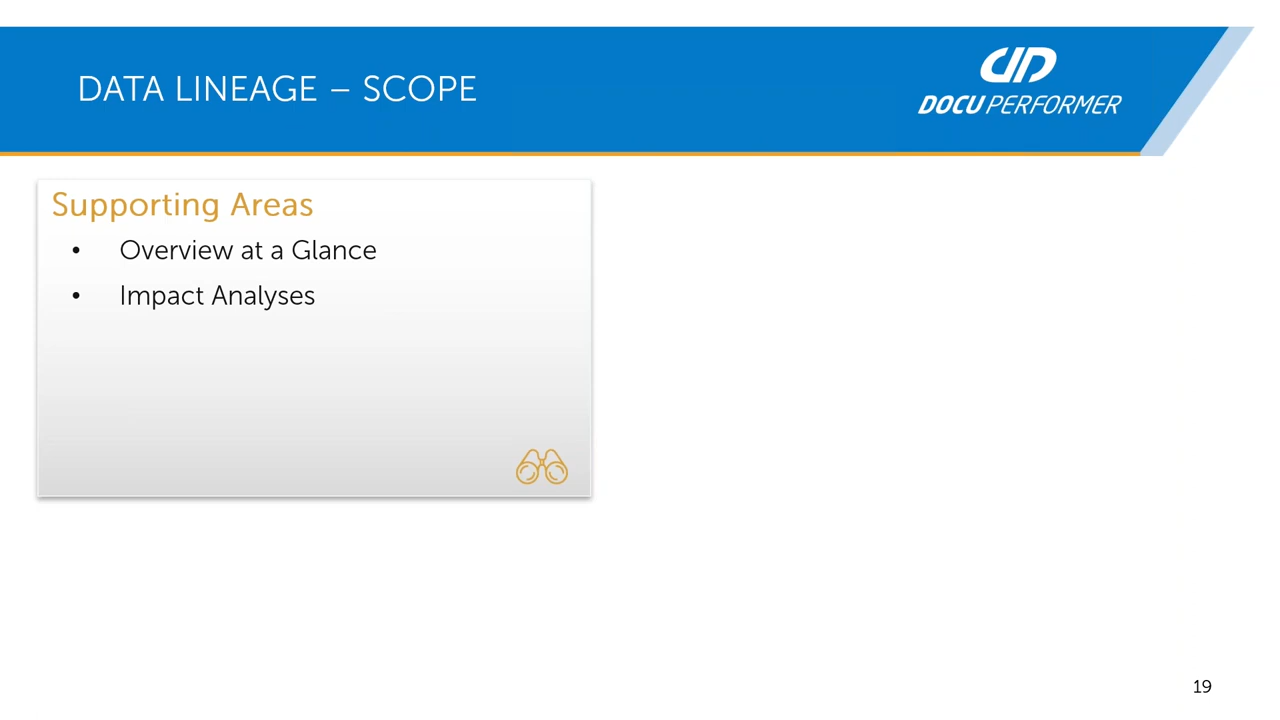 DATA LINEAGE – SCOPE
DOCU PERFORMER
Supporting Areas
• Overview at a Glance
• Impact Analyses
19